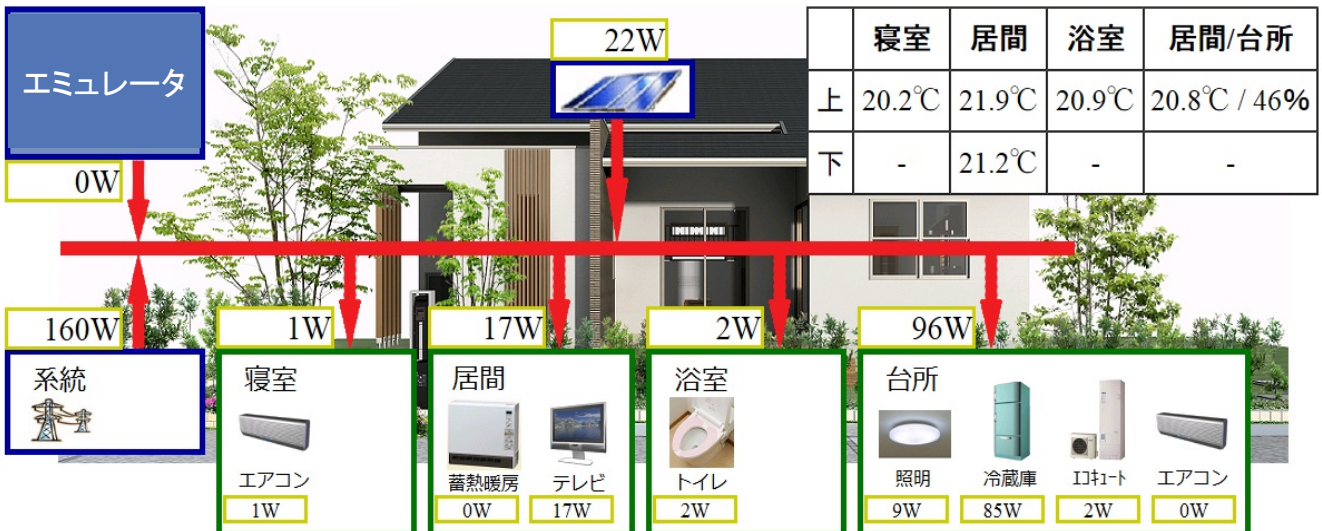 エミュレータ
0W
22W
寝室 居間 浴室 居間/台所
上 20.2℃ 21.9℃ 20.9℃ 20.8℃ / 46%
下 - 21.2℃ - -
160W
1W
17W
2W
96W
系統
寝室
エアコン
1W
居間
蓄熱暖房 テレビ
0W 17W
浴室
トイレ
2W
台所
照明 冷蔵庫 ｴｺｷｭｰﾄ エアコン
9W 85W 2W 0W